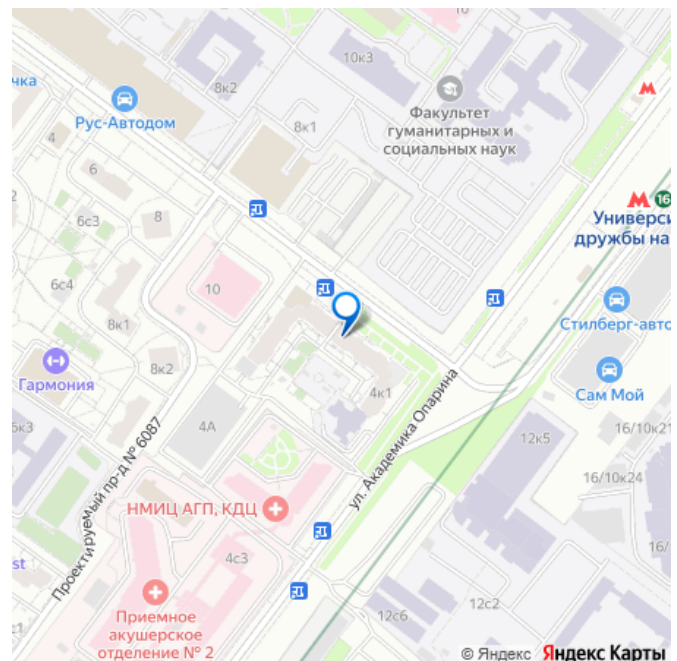 10
10к3
8к2
чка
Рус-Автодом
8к1
Факультет
гуманитарных и
социальных наук
4
6
8
6с3
16
Универси
дружбы на
10
6с4
8к1
Стилберг-авто
8к2
Гармония
4к1
Сам Мой
4А
ул. Академика Опарина
6к3
12к5
16/10к21
16/10к24
Проектируемый пр-д № 6087
НМИЦ АГП, КДЦ
4с3
16/
st
Приемное
акушерское
отделение № 2
12с6
12с2
© Яндекс Яндекс Карты